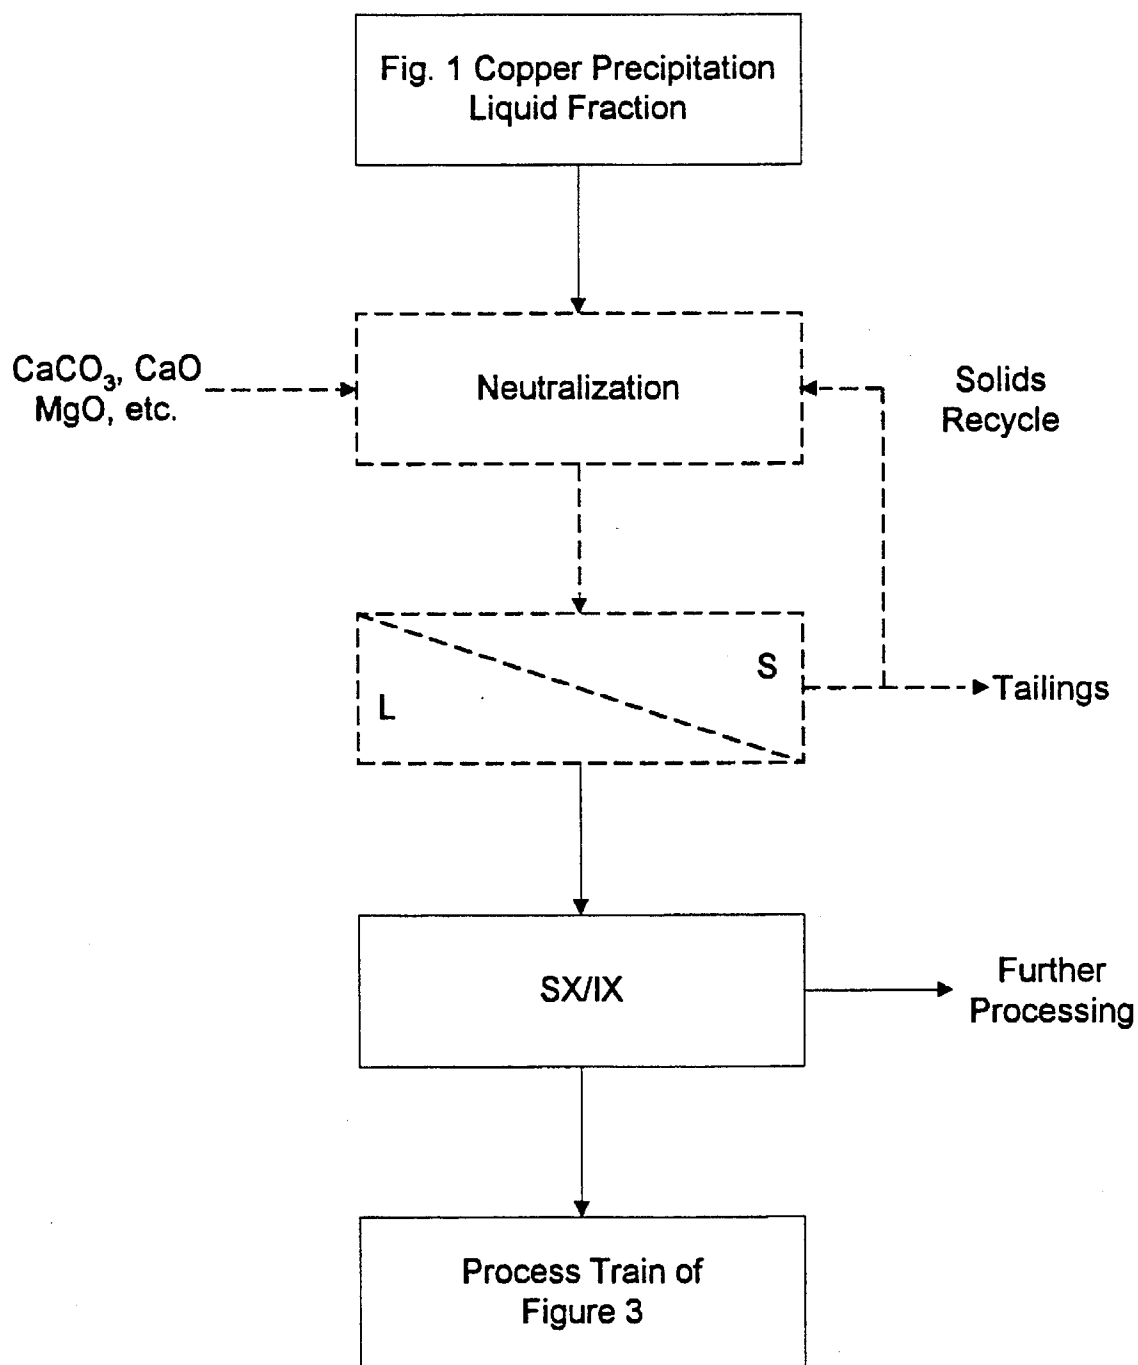 Fig. 1 Copper Precipitation
Liquid Fraction
CaCO₃, CaO
MgO, etc.
Neutralization
Solids
Recycle
L
S
Tailings
SX/IX
Further
Processing
Process Train of
Figure 3